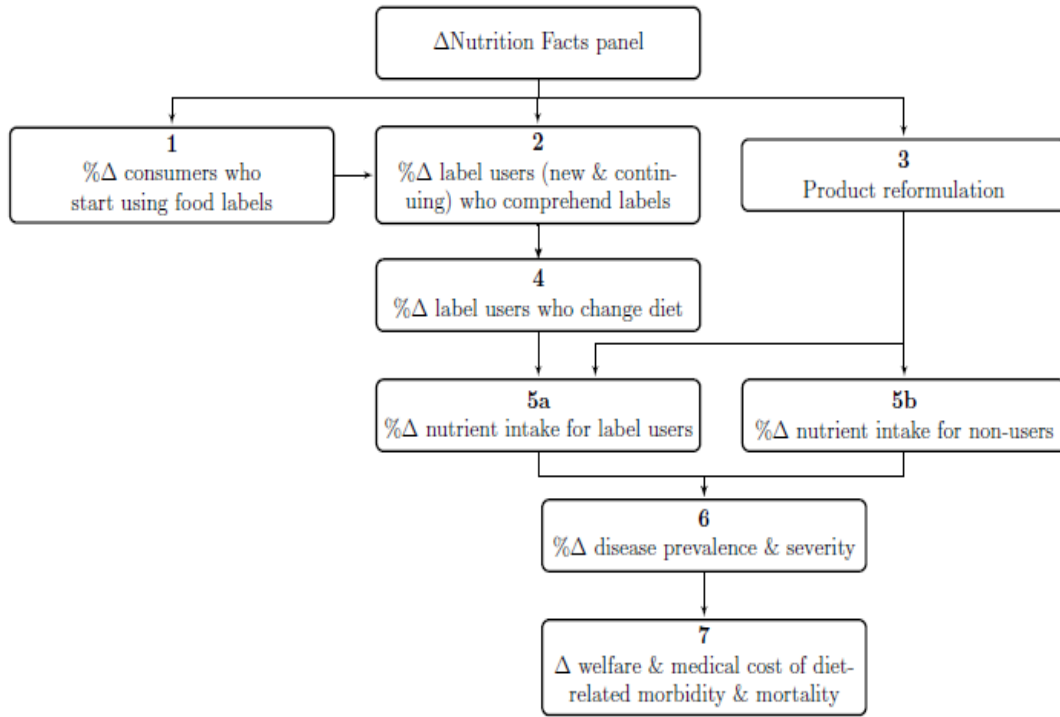 ΔNutrition Facts panel
1
%Δ consumers who
start using food labels
2
%Δ label users (new & contin-
uing) who comprehend labels
3
Product reformulation
4
%Δ label users who change diet
5a
%Δ nutrient intake for label users
5b
%Δ nutrient intake for non-users
6
%Δ disease prevalence & severity
7
Δ welfare & medical cost of diet-
related morbidity & mortality